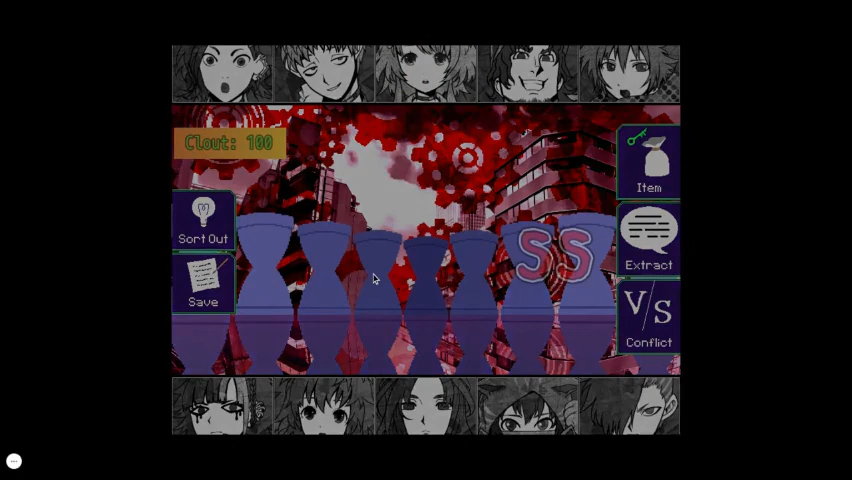 Clout: 100
Item
Sort Out
SS
Extract
Save
V/S
Conflict